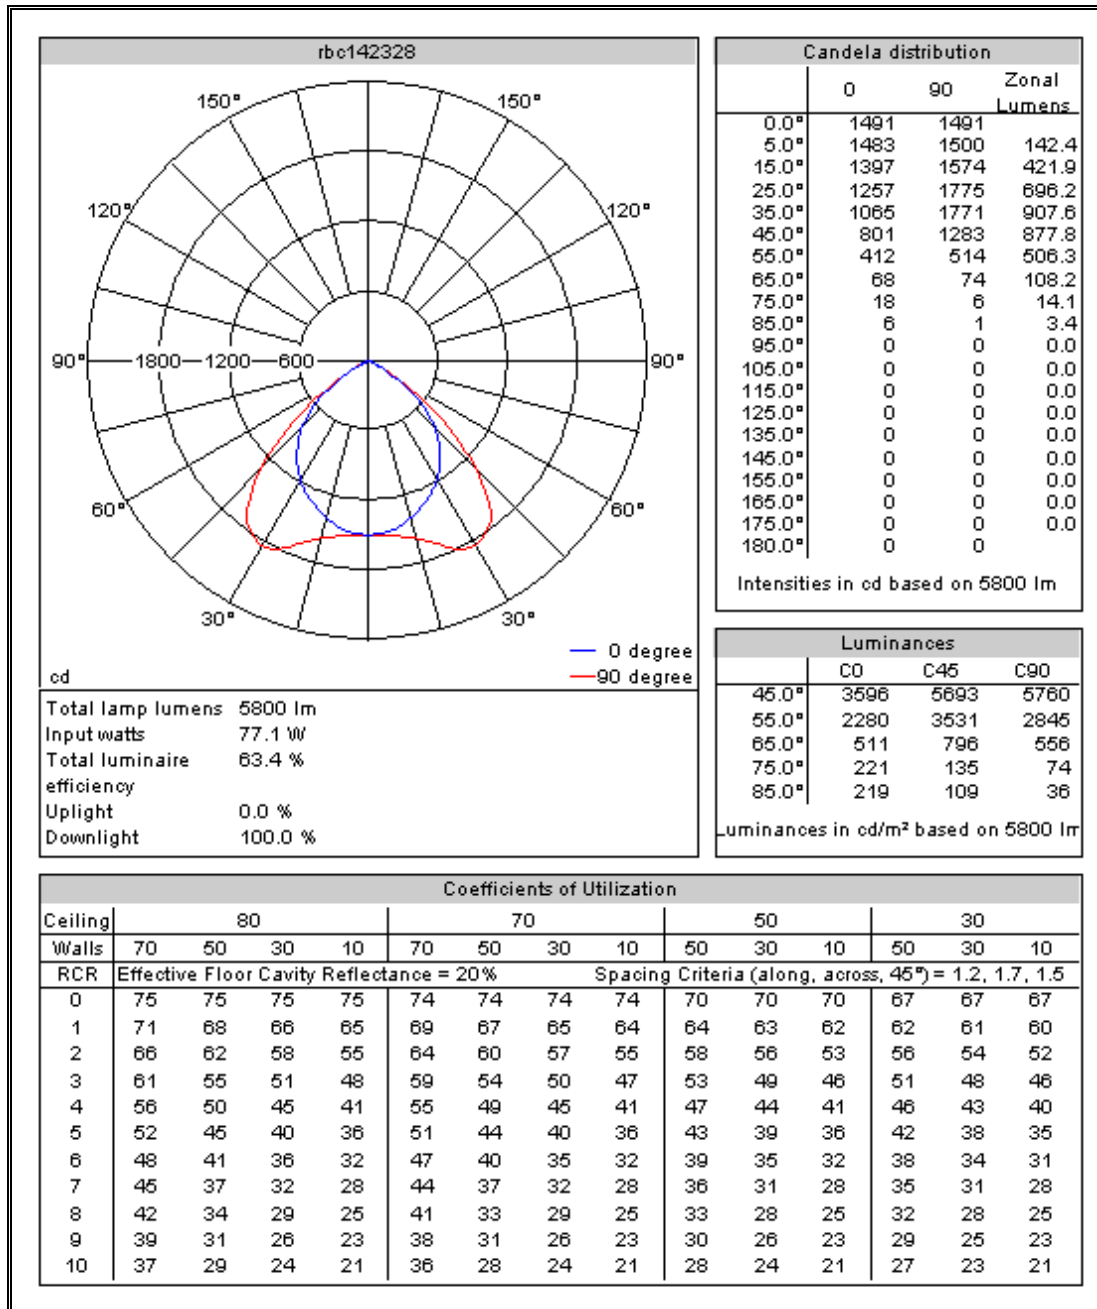 rbc142328
150° 150°
120° 120°
90° 1800 1200 600 90°
60° 60°
30° 30°
0 degree
cd 90 degree
Total lamp lumens 5800 lm
Input watts 77.1 W
Total luminaire 63.4 %
efficiency
Uplight 0.0 %
Downlight 100.0 %
Candela distribution
0 90 Zonal
Lumens
0.0° 1491 1491
5.0° 1483 1500 142.4
15.0° 1397 1574 421.9
25.0° 1257 1775 696.2
35.0° 1065 1771 907.6
45.0° 801 1283 877.8
55.0° 412 514 506.3
65.0° 68 74 108.2
75.0° 18 6 14.1
85.0° 6 1 3.4
95.0° 0 0 0.0
105.0° 0 0 0.0
115.0° 0 0 0.0
125.0° 0 0 0.0
135.0° 0 0 0.0
145.0° 0 0 0.0
155.0° 0 0 0.0
165.0° 0 0 0.0
175.0° 0 0 0.0
180.0° 0 0
Intensities in cd based on 5800 lm
Luminances
C0 C45 C90
45.0° 3596 5693 5760
55.0° 2280 3531 2845
65.0° 511 796 556
75.0° 221 135 74
85.0° 219 109 36
Luminances in cd/m² based on 5800 lm
Coefficients of Utilization
Ceiling 80 70 50 30
Walls 70 50 30 10 70 50 30 10 50 30 10 50 30 10
RCR Effective Floor Cavity Reflectance = 20% Spacing Criteria (along, across, 45°) = 1.2, 1.7, 1.5
0 75 75 75 75 74 74 74 74 70 70 70 67 67 67
1 71 68 66 65 69 67 65 64 64 63 62 62 61 60
2 66 62 58 55 64 60 57 55 58 56 53 56 54 52
3 61 55 51 48 59 54 50 47 53 49 46 51 48 46
4 56 50 45 41 55 49 45 41 47 44 41 46 43 40
5 52 45 40 36 51 44 40 36 43 39 36 42 38 35
6 48 41 36 32 47 40 35 32 39 35 32 38 34 31
7 45 37 32 28 44 37 32 28 36 31 28 35 31 28
8 42 34 29 25 41 33 29 25 33 28 25 32 28 25
9 39 31 26 23 38 31 26 23 30 26 23 29 25 23
10 37 29 24 21 36 28 24 21 28 24 21 27 23 21